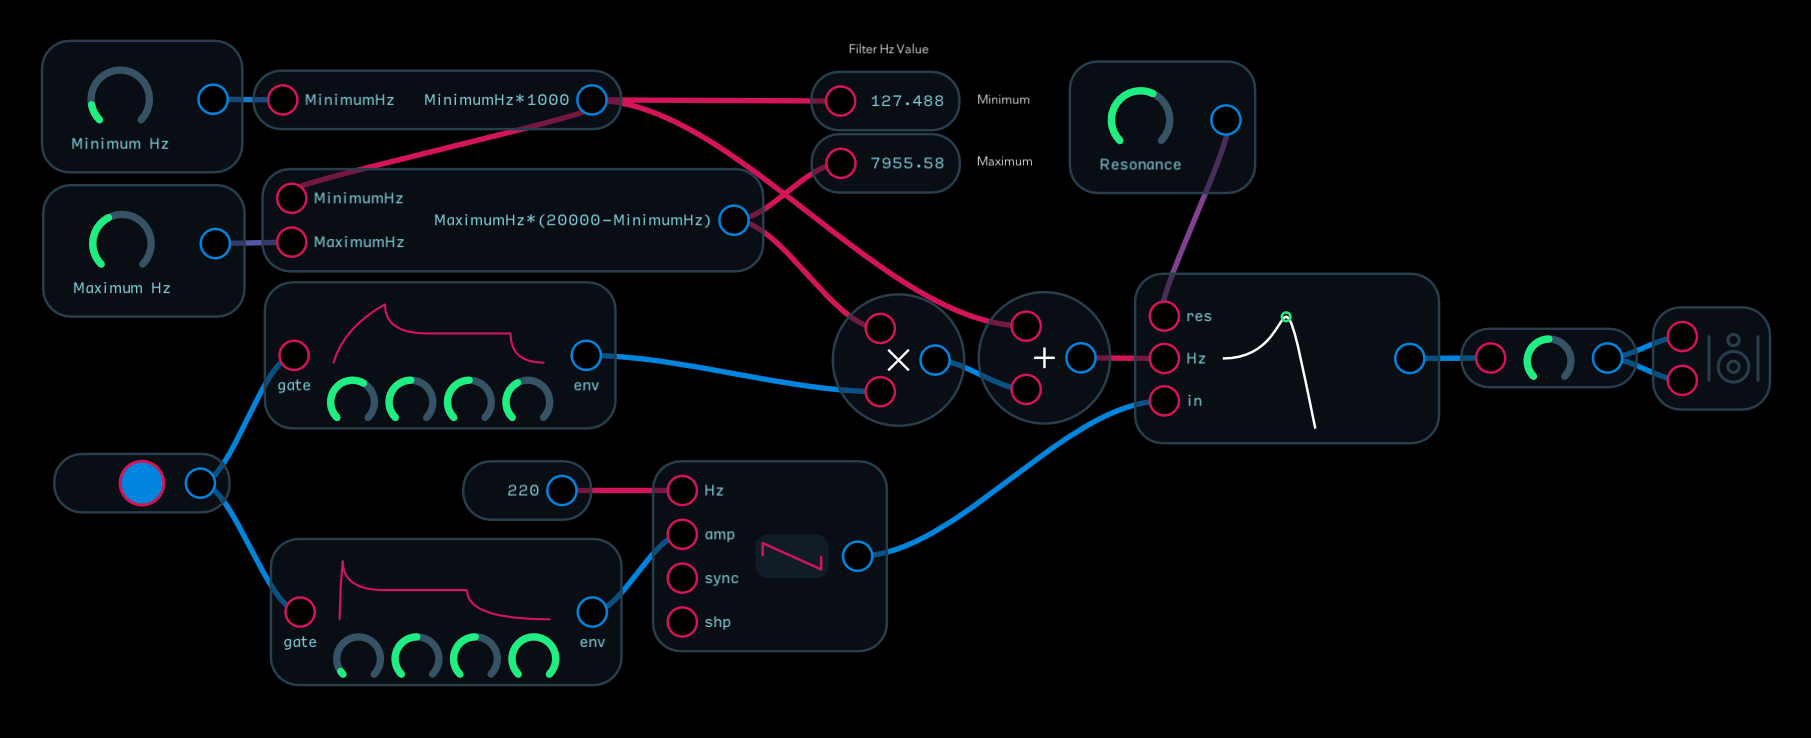 Filter Hz Value
Minimum Hz
MinimumHz MinimumHz*1000
127.488 Minimum
7955.58 Maximum
Resonance
Maximum Hz
MinimumHz
MaximumHz*(20000-MinimumHz)
MaximumHz
gate env
res
Hz
in
×
+
220
Hz
amp
sync
shp
gate env